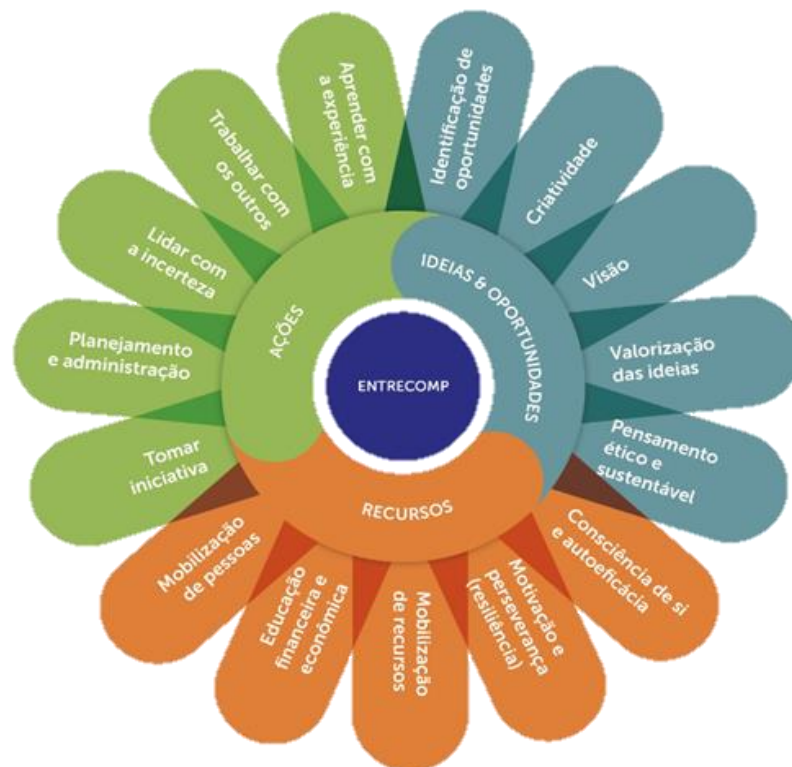 Aprender com
a experiência
Identificação de
oportunidades
Trabalhar com
os outros
Criatividade
Lidar com
a incerteza
Visão
IDEIAS & OPORTUNIDADES
AÇÕES
Planejamento
e administração
Valorização
das ideias
ENTRECOMP
Tomar
iniciativa
Pensamento
ético e
sustentável
RECURSOS
Mobilização
de pessoas
Educação
financeira e
econômica
Mobilização
de recursos
Motivação e
perseverança
(resiliência)
Consciência de si
e autoeficácia